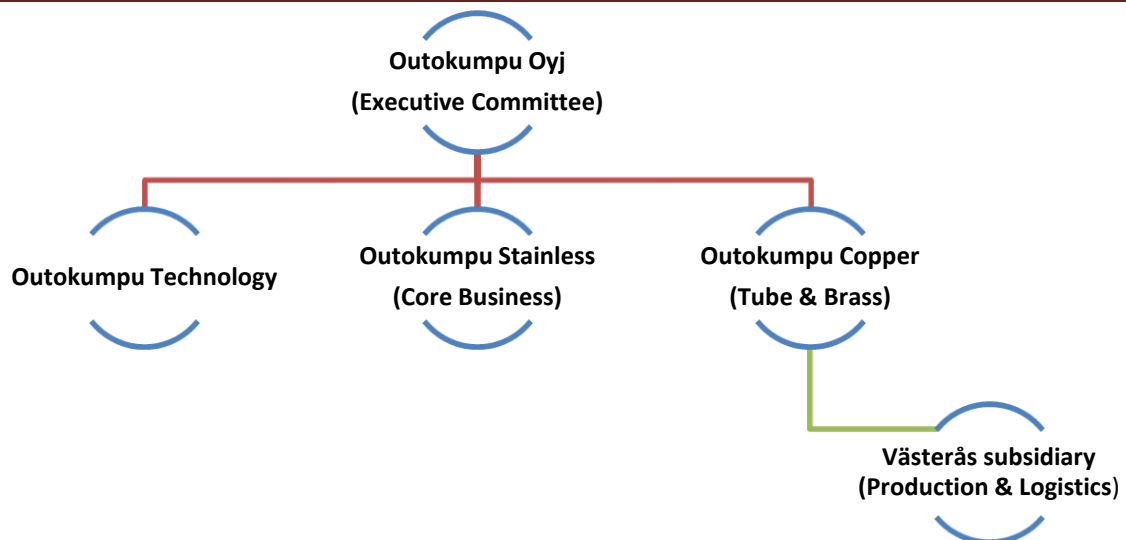 Outokumpu Oyj
(Executive Committee)
Outokumpu Technology
Outokumpu Stainless
(Core Business)
Outokumpu Copper
(Tube & Brass)
Västerås subsidiary
(Production & Logistics)